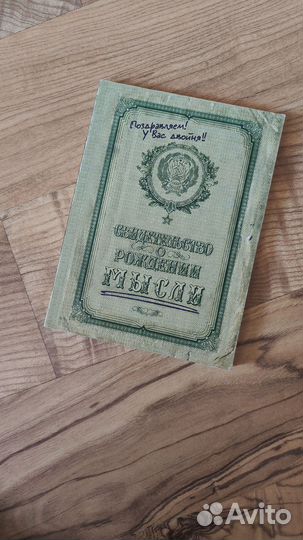 Поздравляем!
У Вас двойня!!
СВИДЕТЕЛЬСТВО
О
РОЖДЕНИИ
МЫСЛИ
Avito